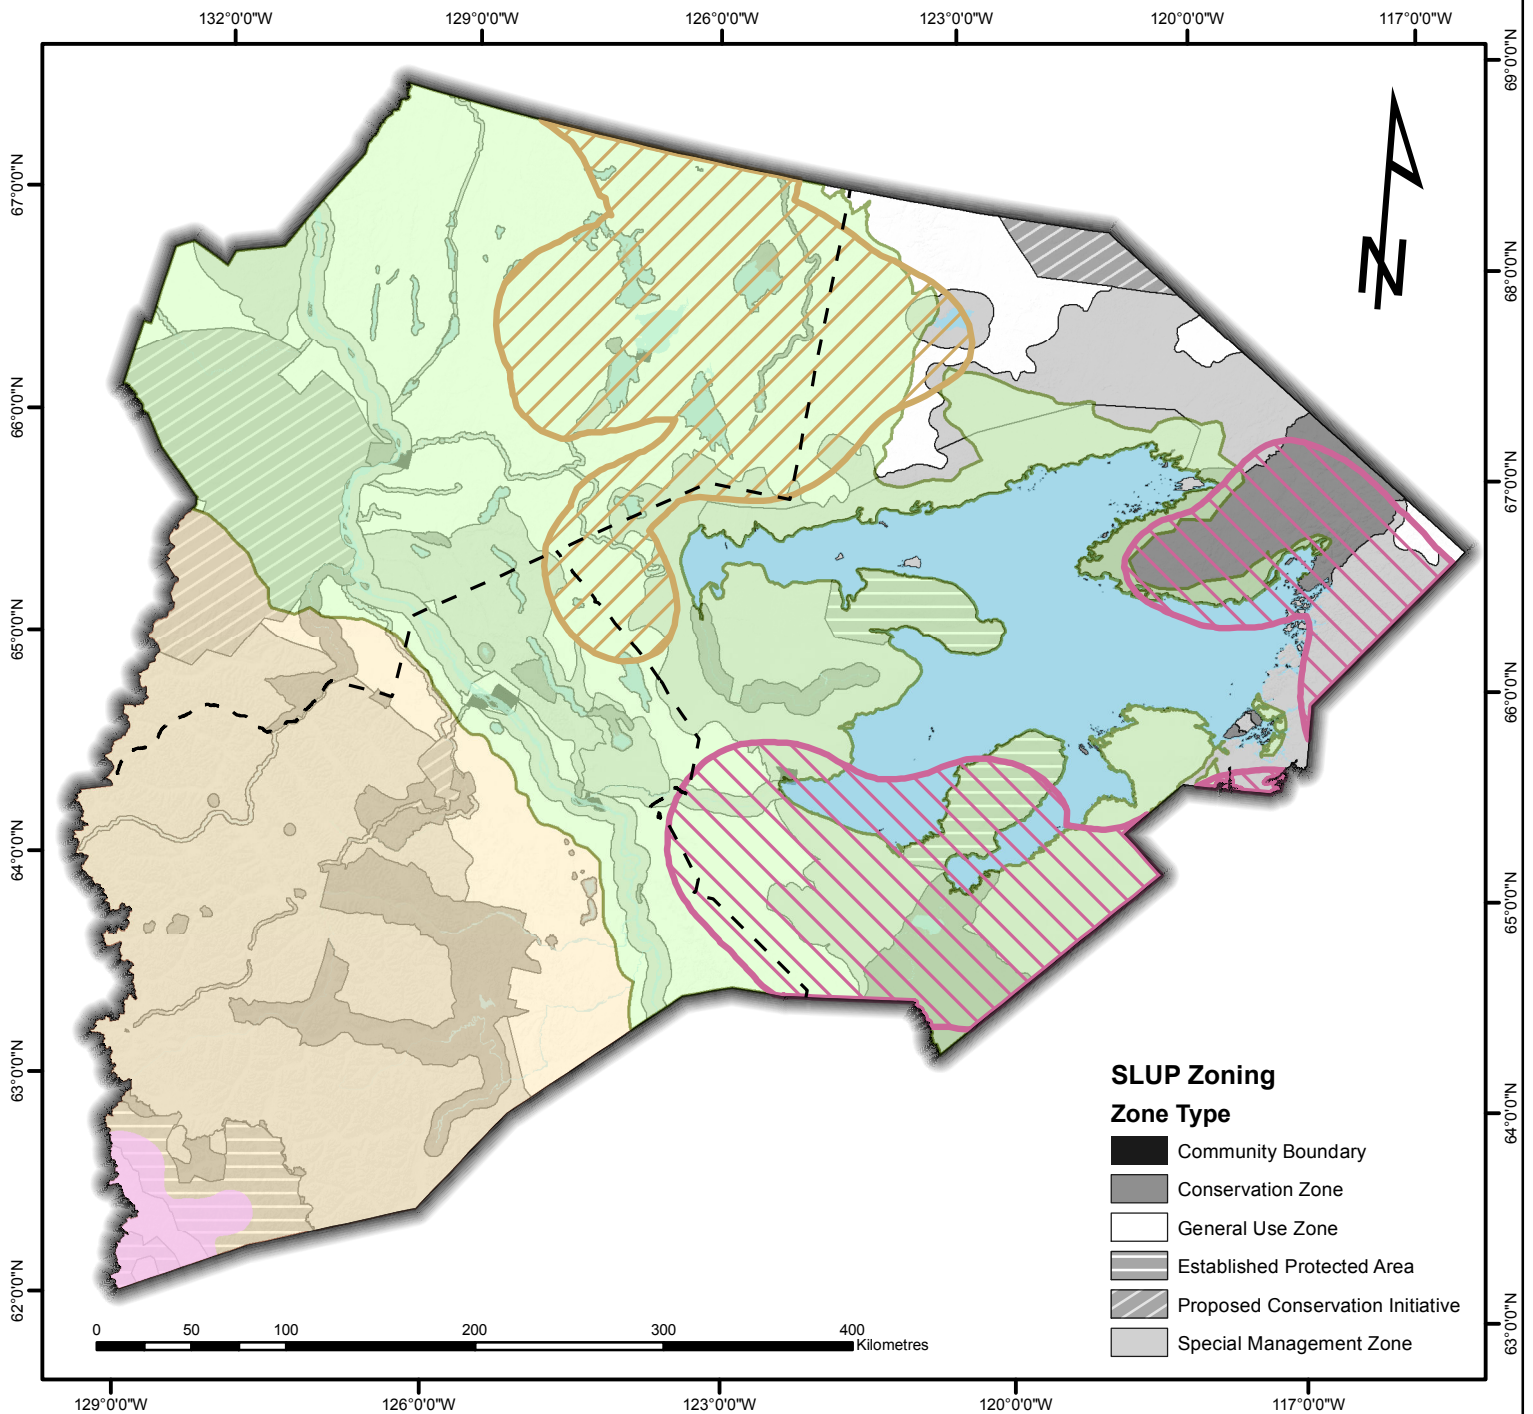 132°0'0"W 129°0'0"W 126°0'0"W 123°0'0"W 120°0'0"W 117°0'0"W
69°0'0"N
67°0'0"N
68°0'0"N
N
66°0'0"N
67°0'0"N
65°0'0"N
66°0'0"N
64°0'0"N
65°0'0"N
63°0'0"N
64°0'0"N
62°0'0"N
63°0'0"N
SLUP Zoning
Zone Type
Community Boundary
Conservation Zone
General Use Zone
Established Protected Area
Proposed Conservation Initiative
Special Management Zone
0 50 100 200 300 400
Kilometres
129°0'0"W 126°0'0"W 123°0'0"W 120°0'0"W 117°0'0"W